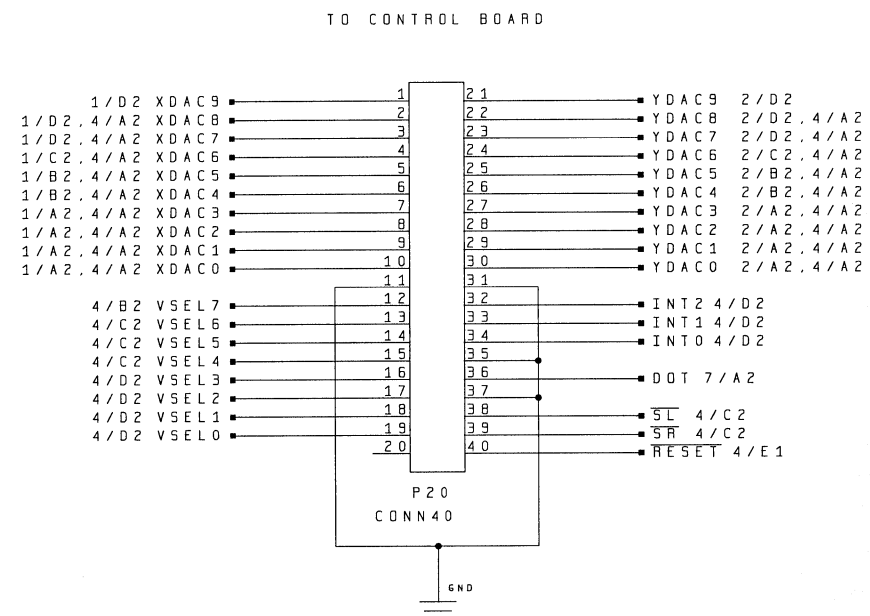 TO CONTROL BOARD
1/D2 XDAC9 1 21 YDAC9 2/D2
1/D2,4/A2 XDAC8 2 22 YDAC8 2/D2,4/A2
1/D2,4/A2 XDAC7 3 23 YDAC7 2/D2,4/A2
1/C2,4/A2 XDAC6 4 24 YDAC6 2/C2,4/A2
1/B2,4/A2 XDAC5 5 25 YDAC5 2/B2,4/A2
1/B2,4/A2 XDAC4 6 26 YDAC4 2/B2,4/A2
1/A2,4/A2 XDAC3 7 27 YDAC3 2/A2,4/A2
1/A2,4/A2 XDAC2 8 28 YDAC2 2/A2,4/A2
1/A2,4/A2 XDAC1 9 29 YDAC1 2/A2,4/A2
1/A2,4/A2 XDAC0 10 30 YDAC0 2/A2,4/A2
11 31
4/B2 VSEL7 12 32 INT2 4/D2
4/C2 VSEL6 13 33 INT1 4/D2
4/C2 VSEL5 14 34 INT0 4/D2
4/C2 VSEL4 15 35
4/D2 VSEL3 16 36 DOT 7/A2
4/D2 VSEL2 17 37
4/D2 VSEL1 18 38 SL 4/C2
4/D2 VSEL0 19 39 SR 4/C2
20 40 RESET 4/E1
P20
CONN40
GND